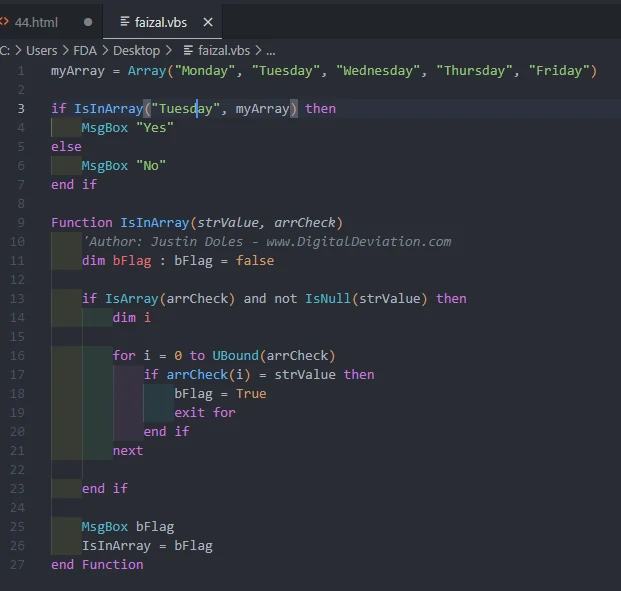 44.html ● faizal.vbs ×
C: > Users > FDA > Desktop > faizal.vbs > ...
1 myArray = Array("Monday", "Tuesday", "Wednesday", "Thursday", "Friday")
2
3 if IsInArray("Tuesday", myArray) then
4     MsgBox "Yes"
5 else
6     MsgBox "No"
7 end if
8
9 Function IsInArray(strValue, arrCheck)
10     'Author: Justin Doles - www.DigitalDeviation.com
11     dim bFlag : bFlag = false
12
13     if IsArray(arrCheck) and not IsNull(strValue) then
14         dim i
15
16         for i = 0 to UBound(arrCheck)
17             if arrCheck(i) = strValue then
18                 bFlag = True
19                 exit for
20             end if
21         next
22
23     end if
24
25     MsgBox bFlag
26     IsInArray = bFlag
27 end Function